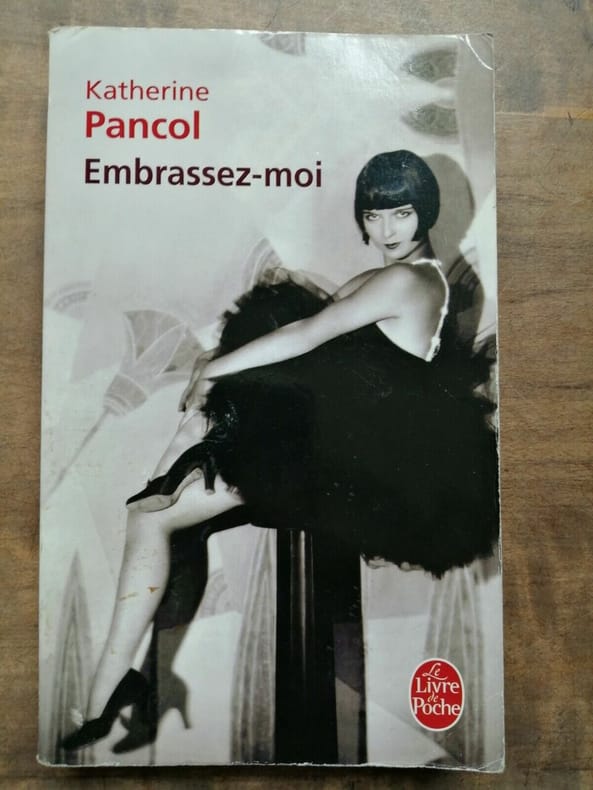 Katherine
Pancol
Embrassez-moi
Le
Livre
de
Poche